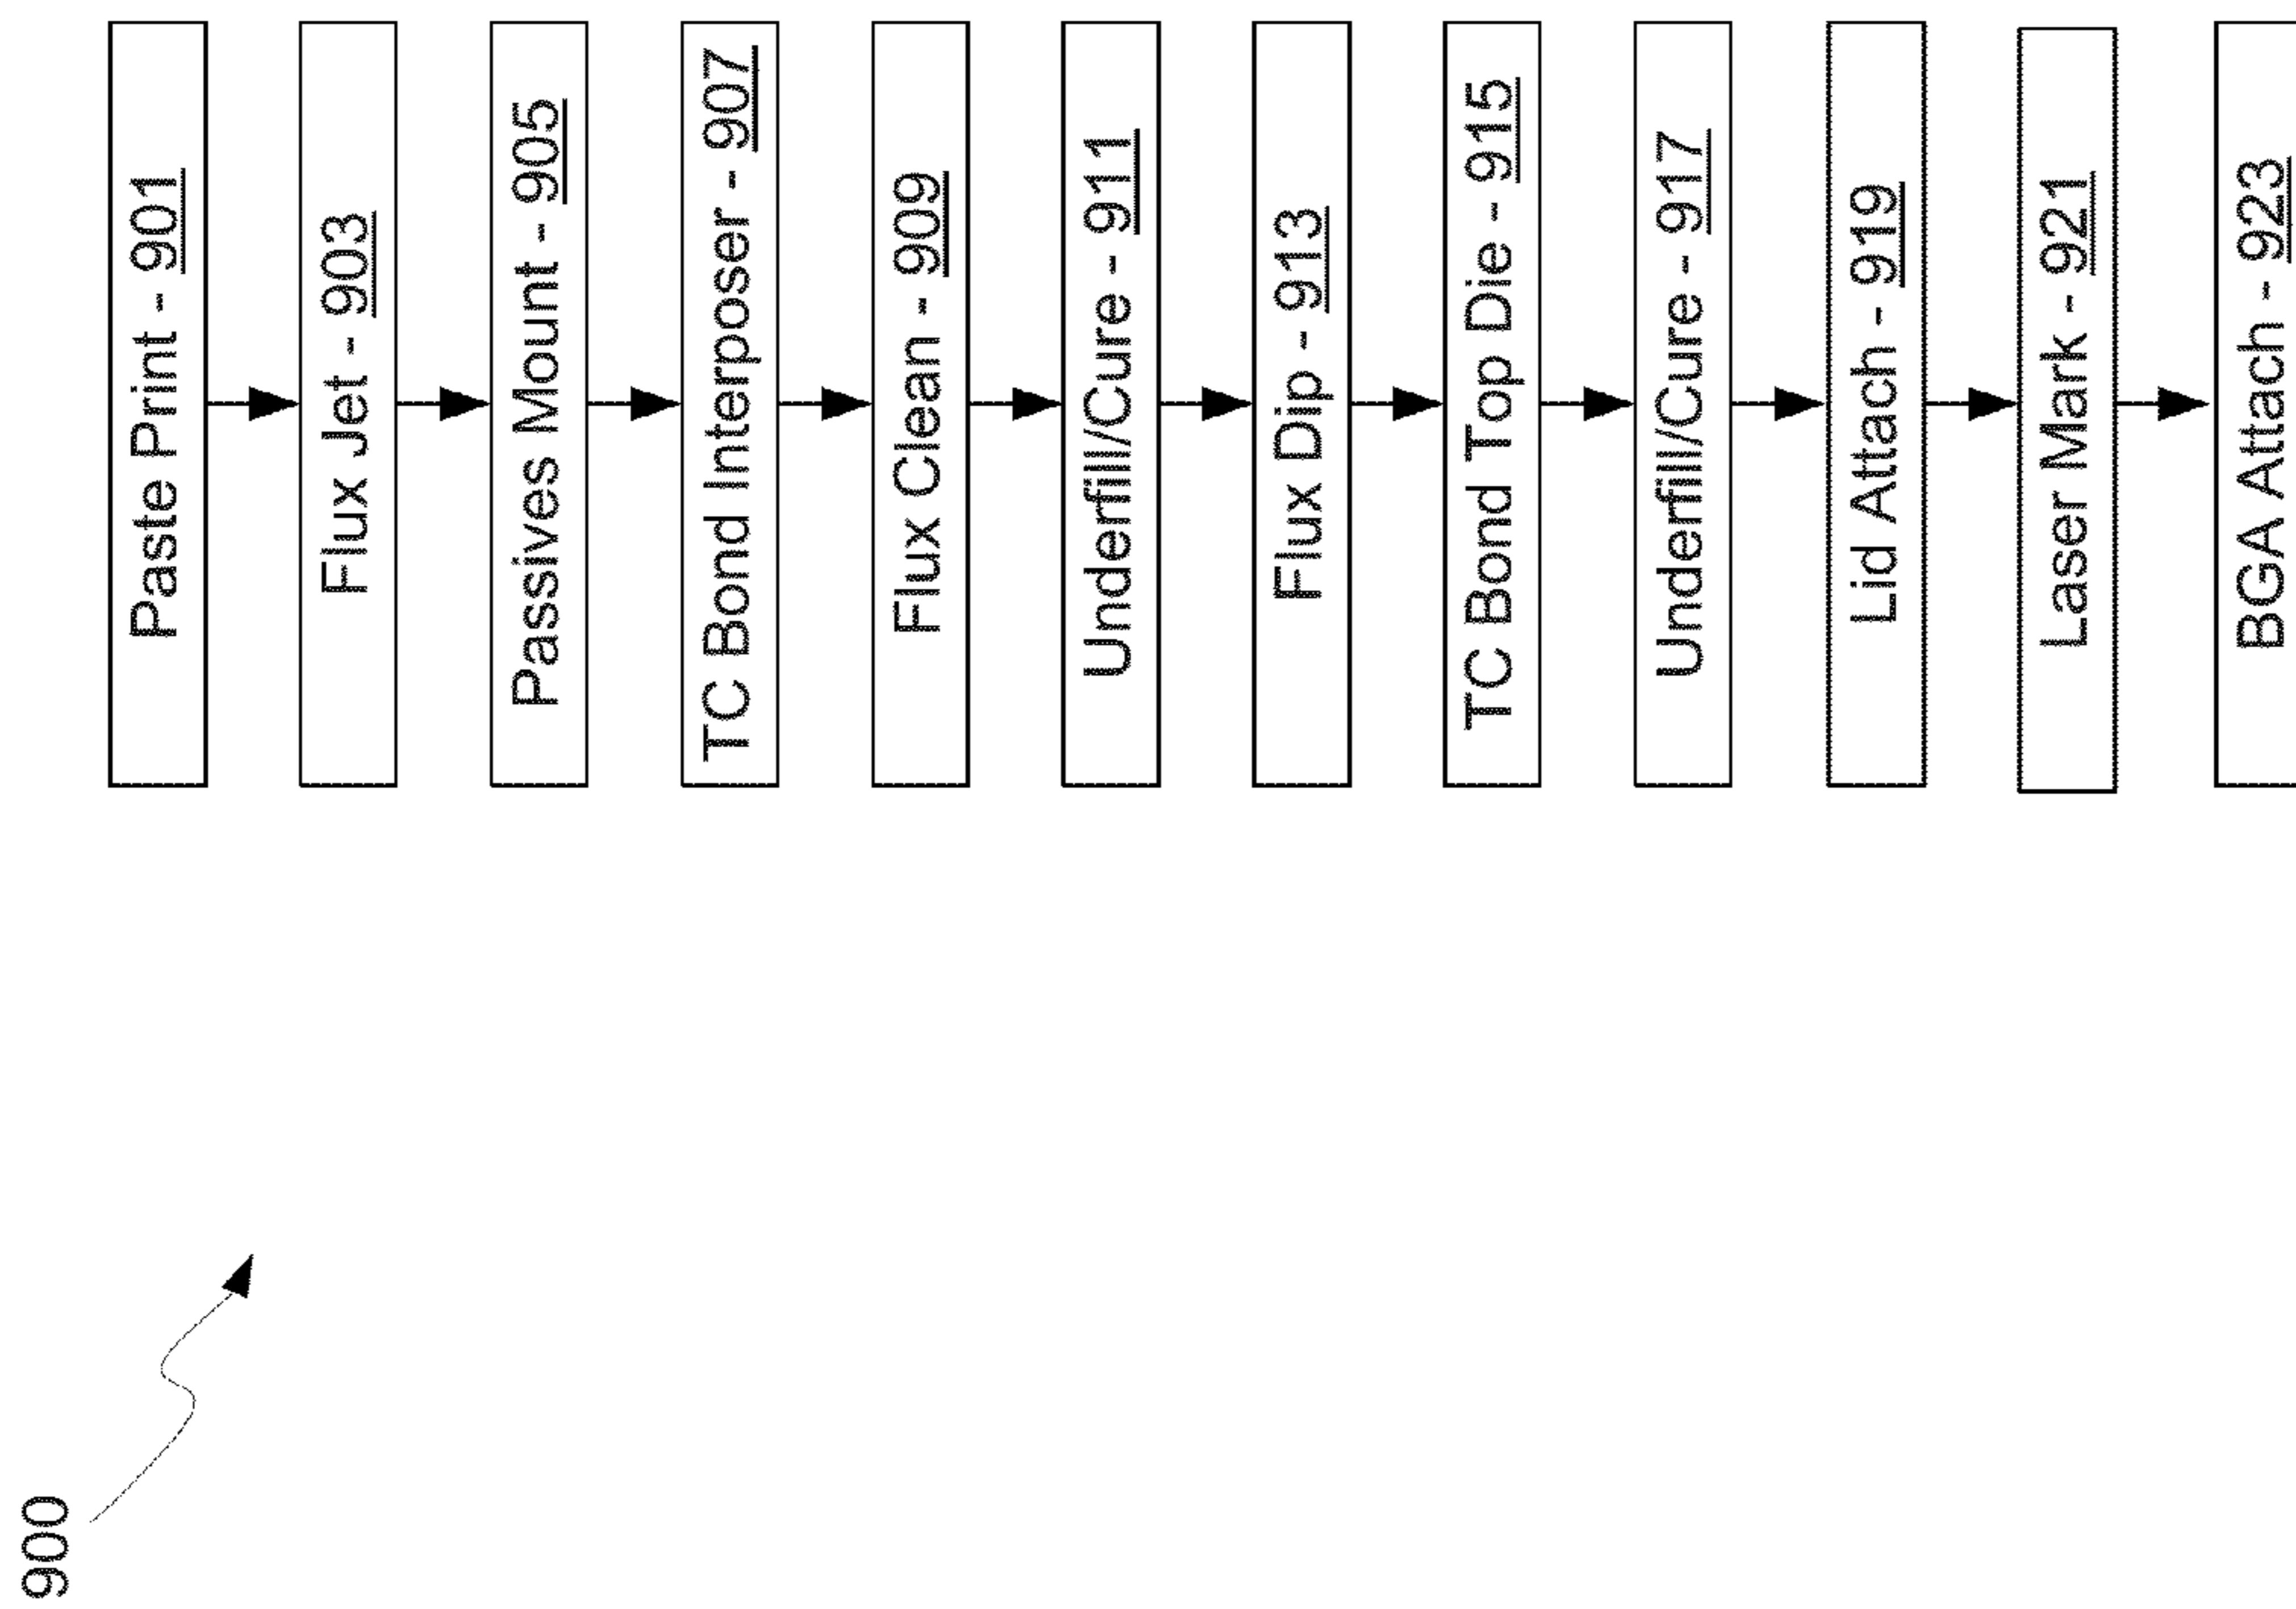 900
Paste Print - 901
Flux Jet - 903
Passives Mount - 905
TC Bond Interposer - 907
Flux Clean - 909
Underfill/Cure - 911
Flux Dip - 913
TC Bond Top Die - 915
Underfill/Cure - 917
Lid Attach - 919
Laser Mark - 921
BGA Attach - 923